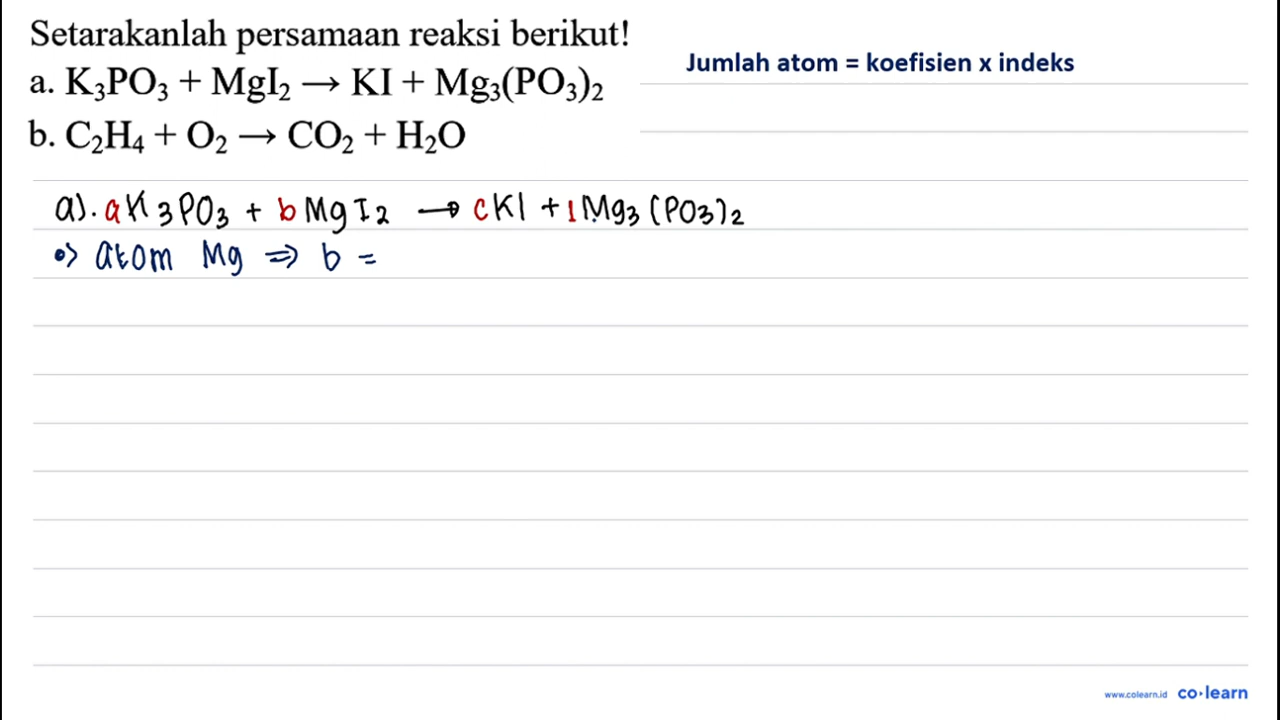 Setarakanlah persamaan reaksi berikut!
Jumlah atom = koefisien x indeks
a. K₃PO₃ + MgI₂ → KI + Mg₃(PO₃)₂
b. C₂H₄ + O₂ → CO₂ + H₂O
a). aK₃PO₃ + bMgI₂ → cKI + 1Mg₃(PO₃)₂
•> atom Mg ⇒ b =
www.colearn.id co·learn